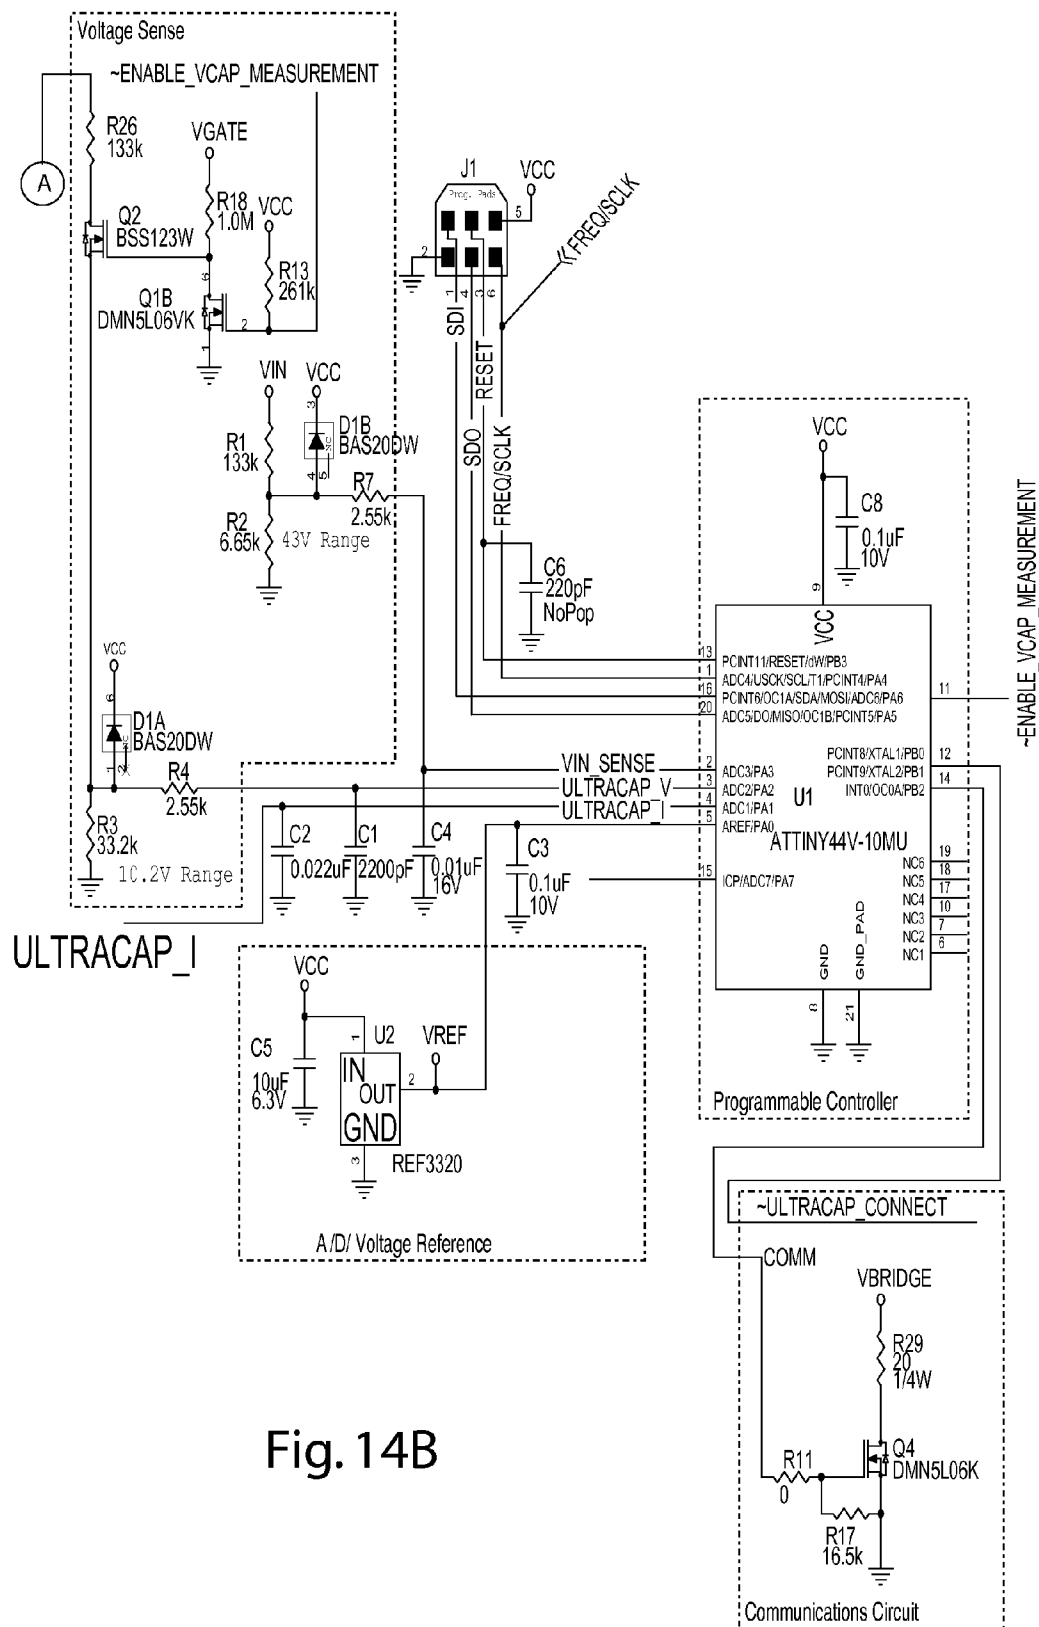 Voltage Sense
~ENABLE_VCAP_MEASUREMENT
R26
133k
A
VGATE
R18
1.0M
VCC
Q2
BSS123W
6
R13
261k
Q1B
DMN5L06VK
2
1
VIN
VCC
3
D1B
BAS20DW
NC
4
5
R1
133k
R7
2.55k
R2
6.65k
43V Range
J1
Prog. Pads
VCC
5
2
1
4
3
6
SDI
SDO
RESET
FREQ/SCLK
FREQ/SCLK
C6
220pF
NoPop
VCC
C8
0.1uF
10V
9
VCC
13
PCINT11/RESET/dW/PB3
1
ADC4/USCK/SCL/T1/PCINT4/PA4
16
PCINT6/OC1A/SDA/MOSI/ADC6/PA6
20
ADC5/DO/MISO/OC1B/PCINT5/PA5
11
~ENABLE_VCAP_MEASUREMENT
PCINT8/XTAL1/PB0
12
PCINT9/XTAL2/PB1
14
INT0/OC0A/PB2
VCC
6
D1A
BAS20DW
NC
1
2
R4
2.55k
R3
33.2k
10.2V Range
VIN_SENSE
2
ADC3/PA3
ULTRACAP_V
3
ADC2/PA2
ULTRACAP_I
4
ADC1/PA1
5
AREF/PA0
U1
ATTINY44V-10MU
C2
0.022uF
C1
2200pF
C4
0.01uF
16V
C3
0.1uF
10V
15
ICP/ADC7/PA7
NC6
19
NC5
18
NC4
17
NC3
10
NC2
7
NC1
6
GND
GND_PAD
8
21
Programmable Controller
ULTRACAP_I
VCC
C5
10uF
6.3V
1
U2
IN
OUT
GND
2
VREF
3
REF3320
A/D/ Voltage Reference
~ULTRACAP_CONNECT
COMM
VBRIDGE
R29
20
1/4W
Q4
DMN5L06K
R11
0
R17
16.5k
Communications Circuit
Fig. 14B